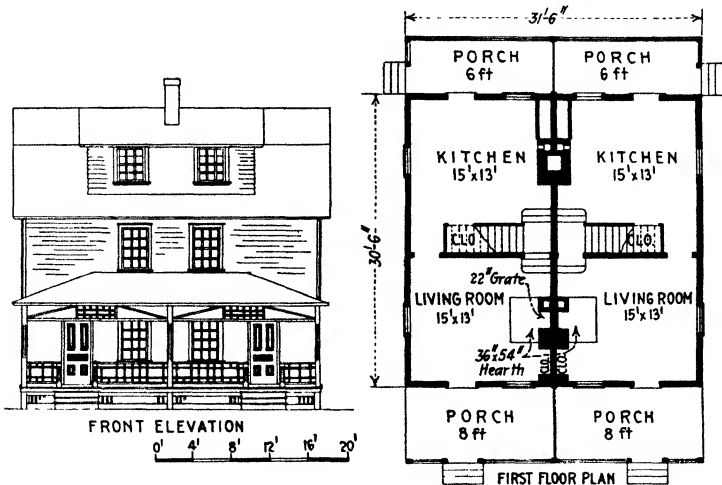 FRONT ELEVATION
0' 4' 8' 12' 16' 20'
31'-6"
PORCH
6 ft
PORCH
6 ft
30'-6"
KITCHEN
15'x13'
KITCHEN
15'x13'
CLO.
CLO.
22" Grate
LIVING ROOM
15'x13'
LIVING ROOM
15'x13'
36"x54"
Hearth
CLO.
CLO.
PORCH
8 ft
PORCH
8 ft
FIRST FLOOR PLAN